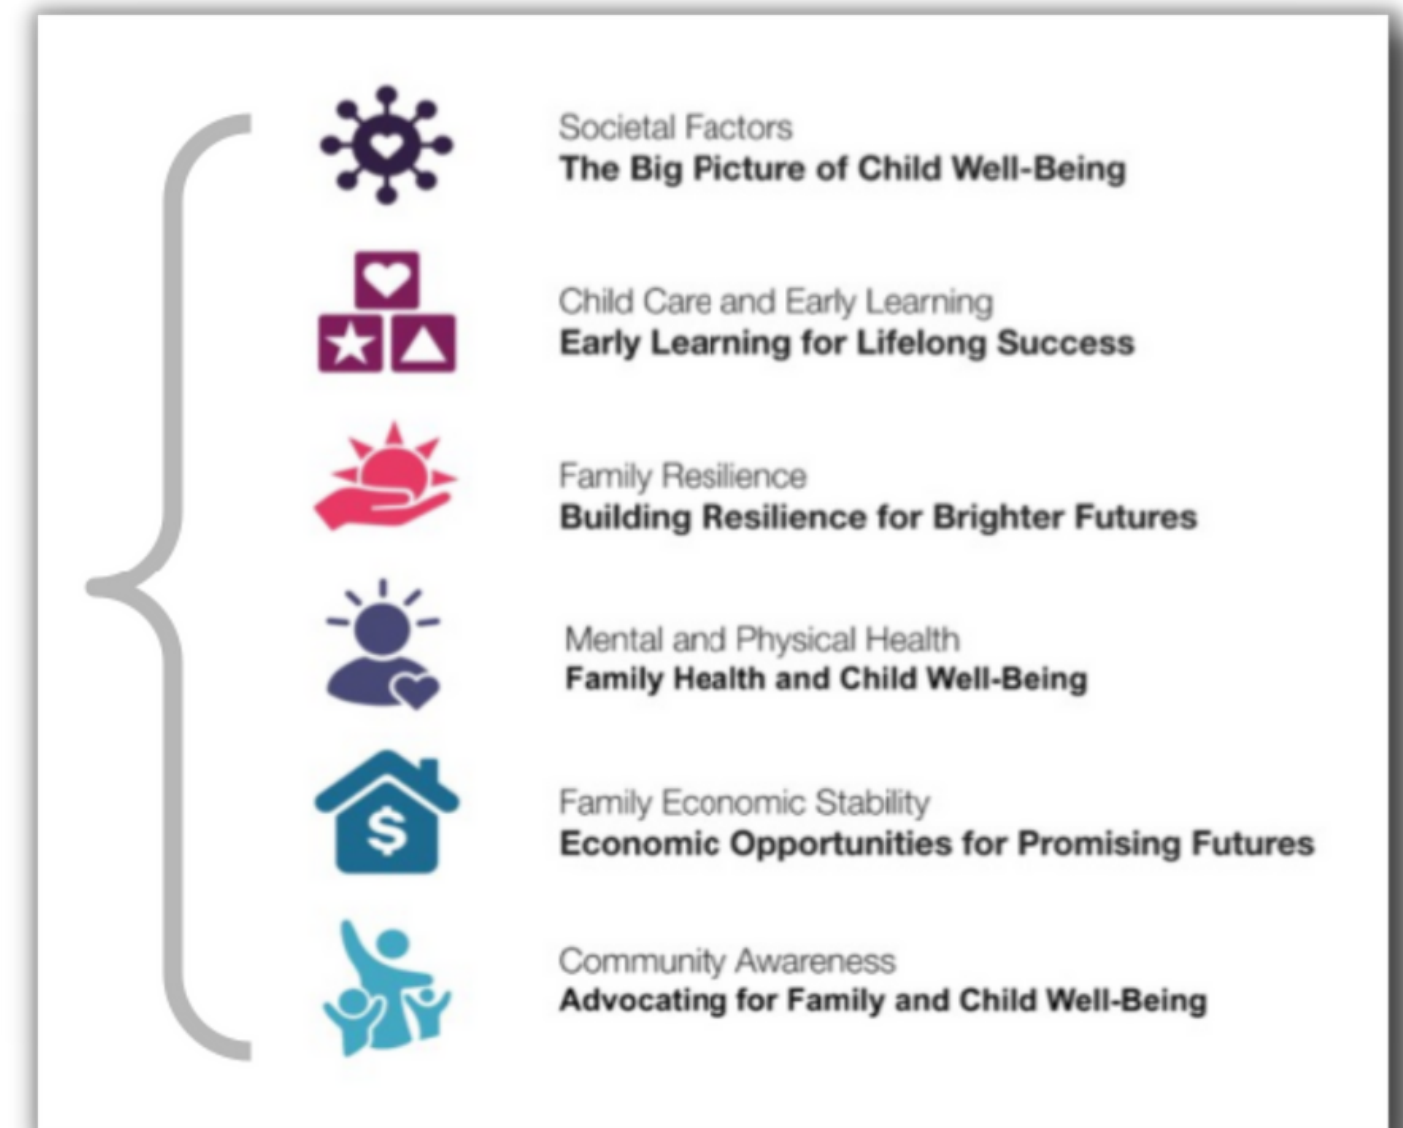 Societal Factors
The Big Picture of Child Well-Being
Child Care and Early Learning
Early Learning for Lifelong Success
Family Resilience
Building Resilience for Brighter Futures
Mental and Physical Health
Family Health and Child Well-Being
$
Family Economic Stability
Economic Opportunities for Promising Futures
Community Awareness
Advocating for Family and Child Well-Being